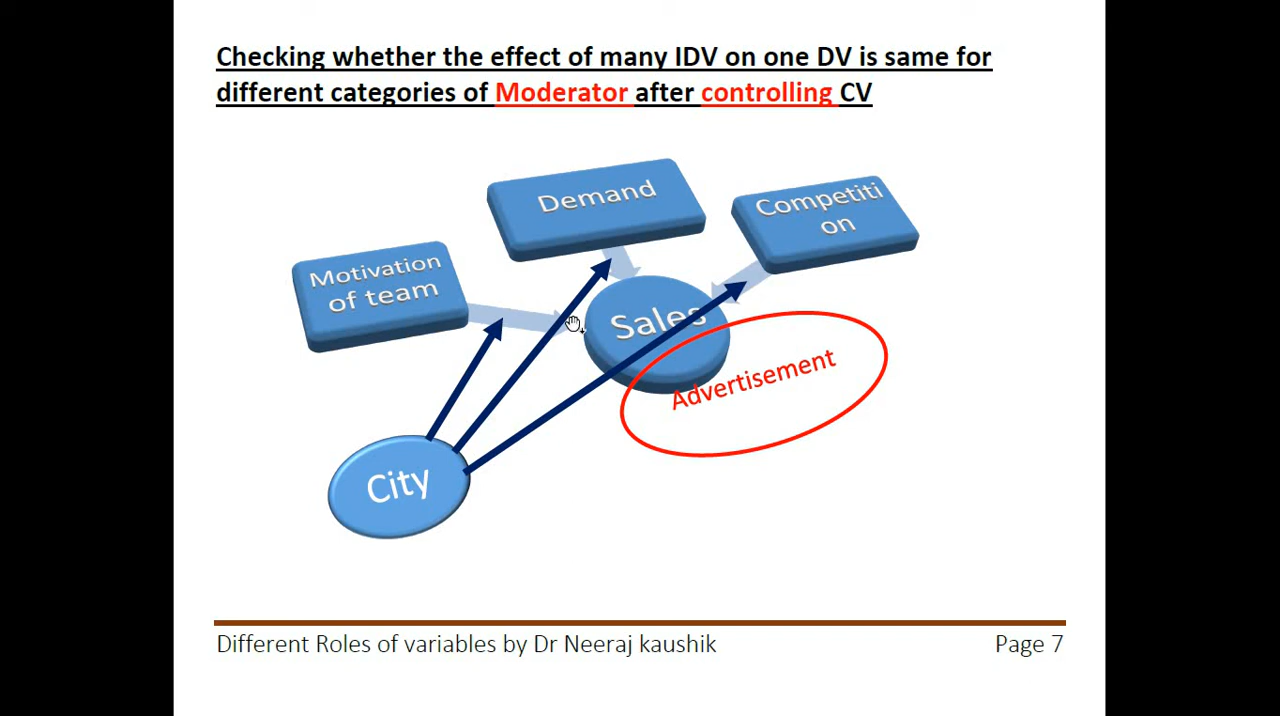 Checking whether the effect of many IDV on one DV is same for
different categories of Moderator after controlling CV
Demand
Competiti
on
Motivation
of team
Sales
Advertisement
City
Different Roles of variables by Dr Neeraj kaushik
Page 7